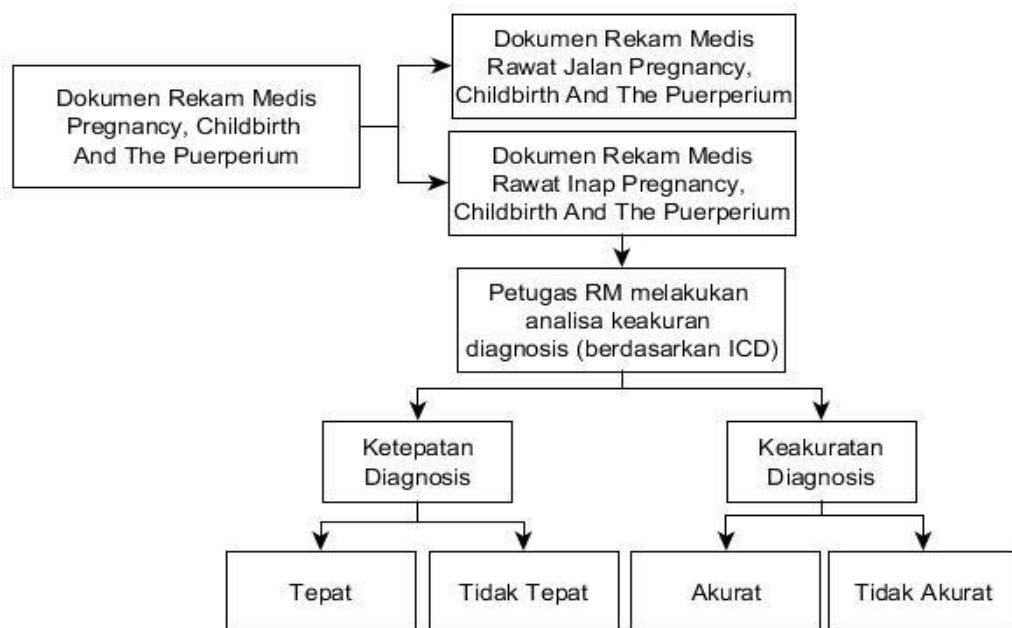 Dokumen Rekam Medis
Pregnancy, Childbirth
And The Puerperium
Dokumen Rekam Medis
Rawat Jalan Pregnancy,
Childbirth And The Puerperium
Dokumen Rekam Medis
Rawat Inap Pregnancy,
Childbirth And The Puerperium
Petugas RM melakukan
analisa keakuran
diagnosis (berdasarkan ICD)
Ketepatan
Diagnosis
Keakuratan
Diagnosis
Tepat
Tidak Tepat
Akurat
Tidak Akurat